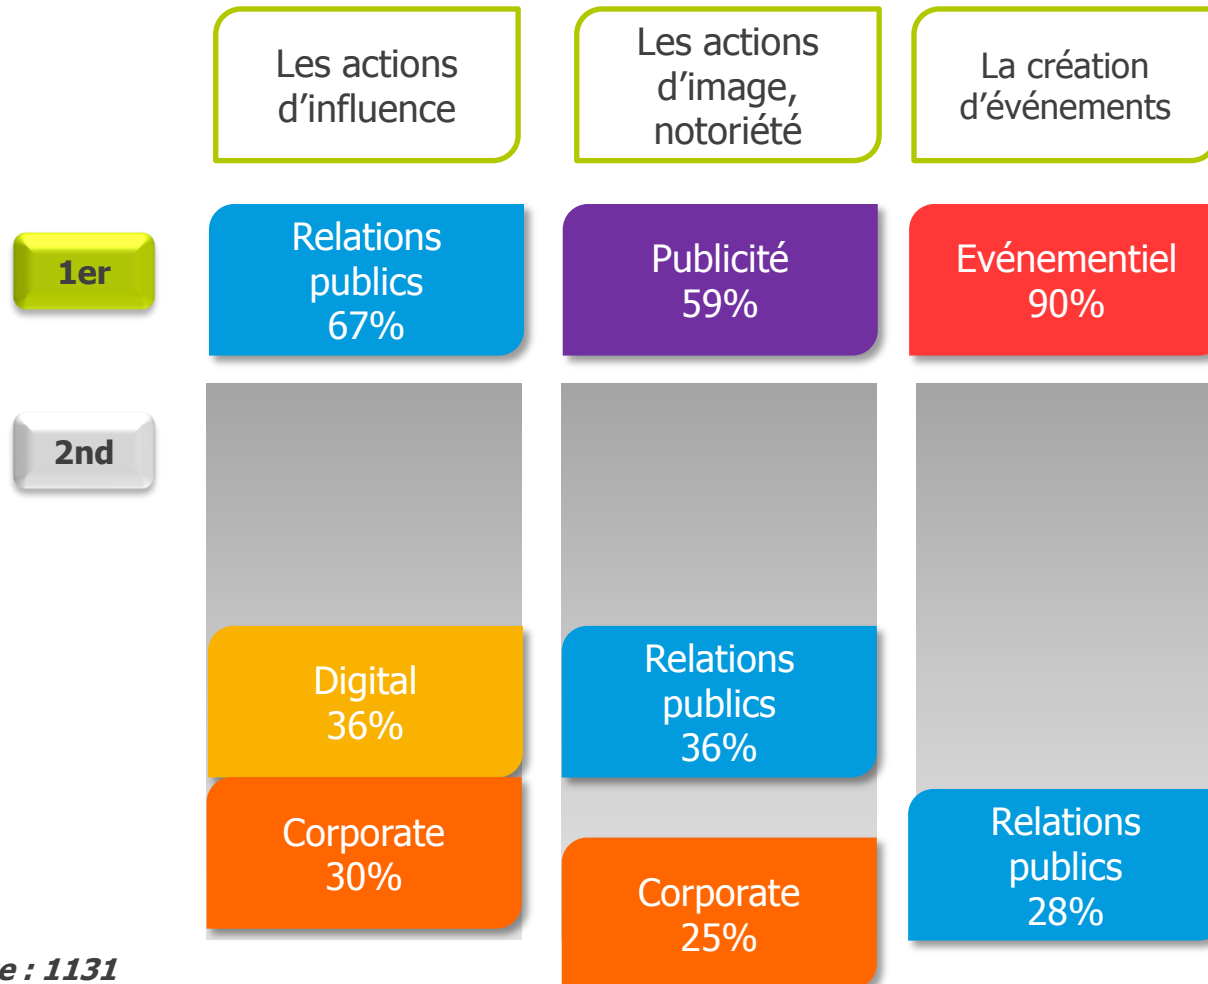 Les actions
d’influence
Les actions
d’image,
notoriété
La création
d’événements
1er
Relations
publics
67%
Publicité
59%
Evénementiel
90%
2nd
Digital
36%
Relations
publics
36%
Corporate
30%
Corporate
25%
Relations
publics
28%
e : 1131